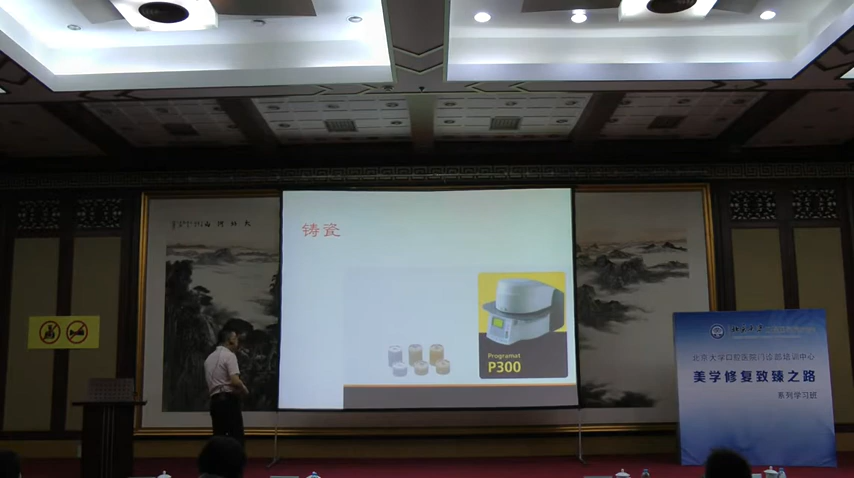 铸瓷
Programat
P300
北京大学口腔医院门诊部培训中心
美学修复致臻之路
系列学习班